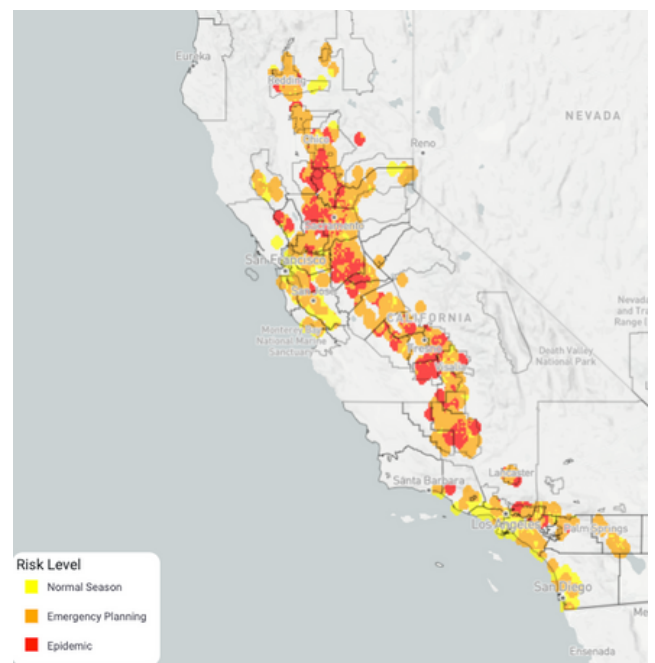 Eureka
Redding
NEVADA
Chico
Reno
Sacramento
San Francisco
San Jose
CALIFORNIA
Monterey Bay
National Marine
Sanctuary
Fresno
Visalia
Death Valley
National Park
Nevada
and Tra
Range (
Lancaster
Santa Barbara
Los Angeles
Palm Springs
San Diego
Ensenada
Risk Level
Normal Season
Emergency Planning
Epidemic